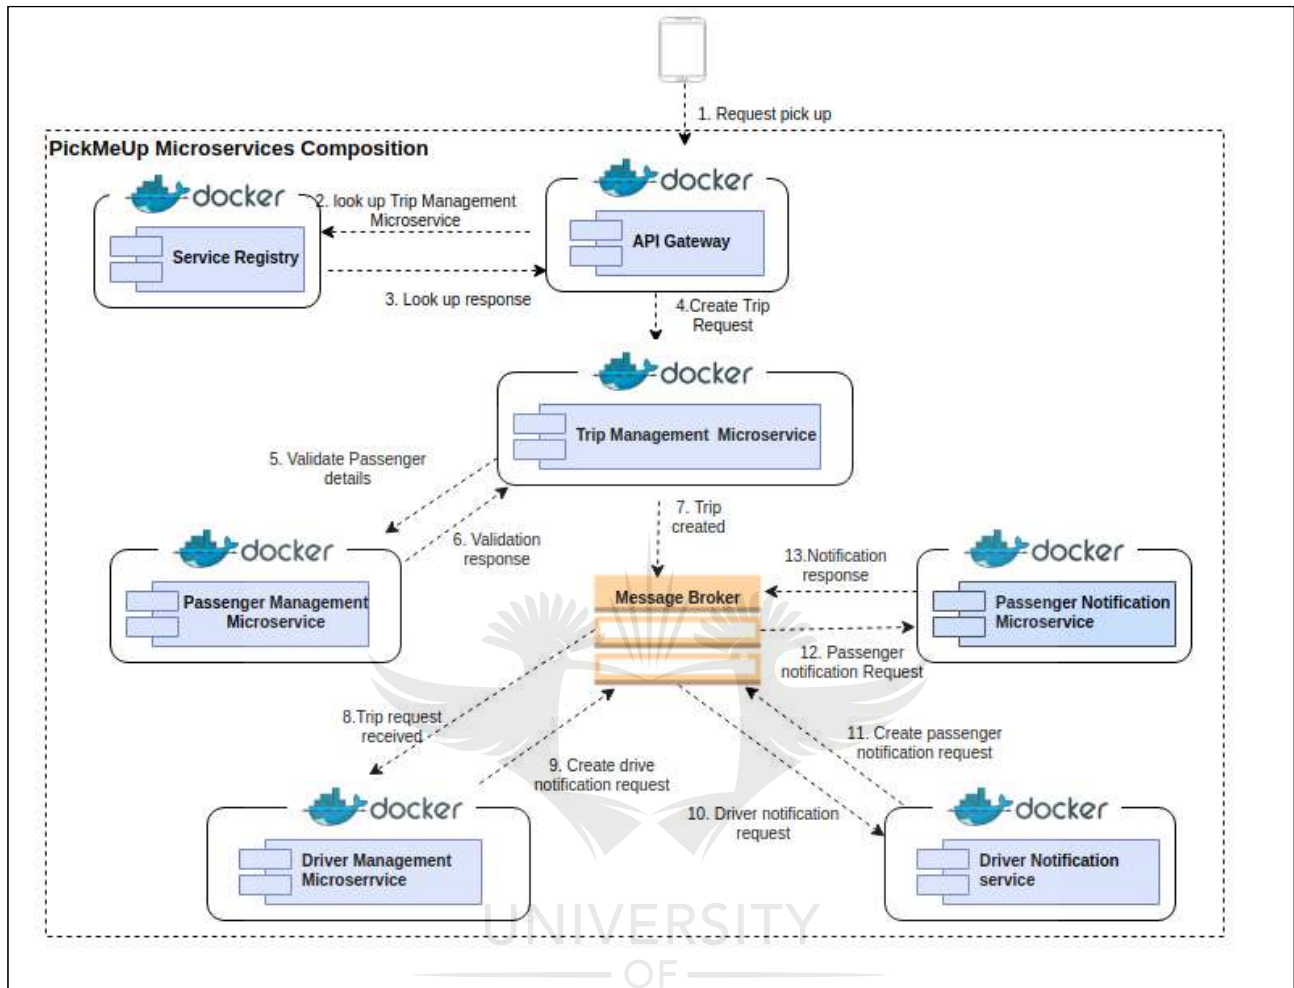 1. Request pick up
PickMeUp Microservices Composition
docker
docker
2. look up Trip Management
Microservice
Service Registry
API Gateway
3. Look up response
4.Create Trip
Request
docker
Trip Management Microservice
5. Validate Passenger
details
7. Trip
created
6. Validation
response
docker
13.Notification
response
docker
Passenger Management
Microservice
Message Broker
Passenger Notification
Microservice
12. Passenger
notification Request
8.Trip request
received
11. Create passenger
notification request
9. Create drive
notification request
10. Driver notification
request
docker
docker
Driver Management
Microserrvice
Driver Notification
service
UNIVERSITY
OF